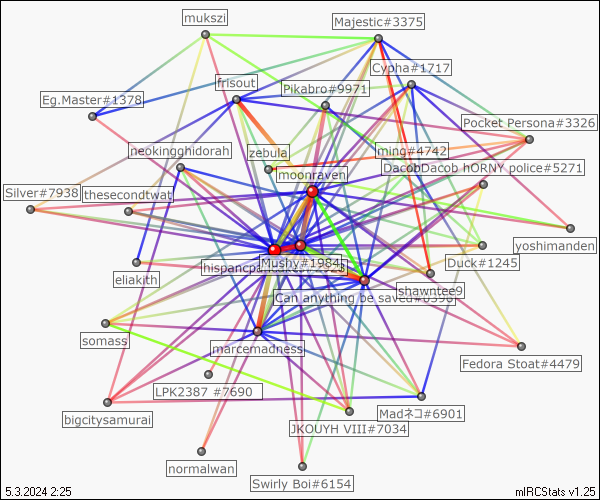 mukszi
Majestic#3375
Cypha#1717
frisout
Pikabro#9971
Eg.Master#1378
Pocket Persona#3326
ming#4742
neokingghidorah
zebula
DacobDacob hORNY police#5271
moonraven
Silver#7938
thesecondtwat
yoshimanden
Mushy#1984
Duck#1245
eliakith
shawntee9
Can anything be saved
somass
marcemadness
Fedora Stoat#4479
LPK2387 #7690
bigcitysamurai
Madネコ#6901
JKOUYH VIII#7034
normalwan
Swirly Boi#6154
5.3.2024 2:25
mIRCStats v1.25